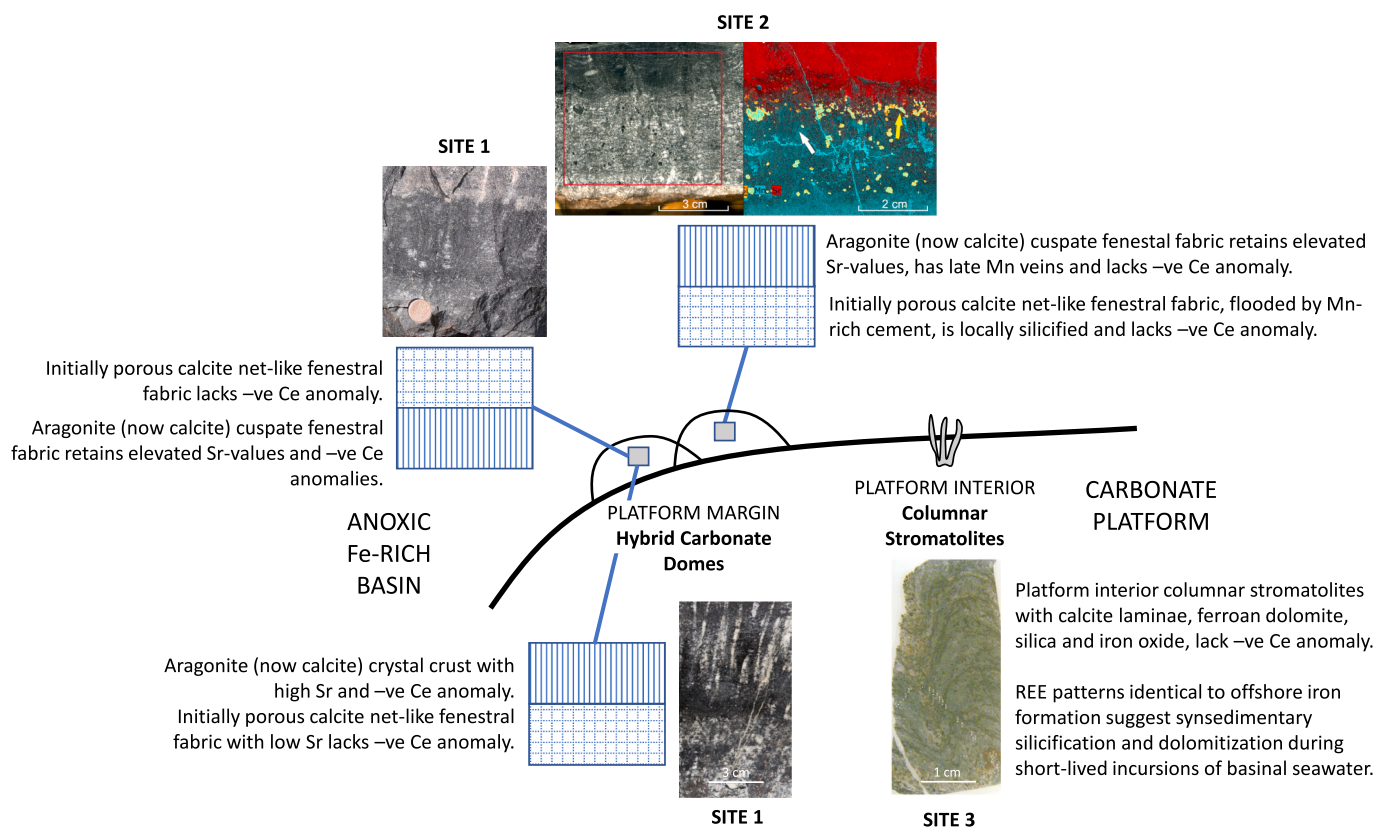 SITE 2
3 cm
Mn
Sr
2 cm
SITE 1
Aragonite (now calcite) cuspate fenestal fabric retains elevated
Sr-values, has late Mn veins and lacks –ve Ce anomaly.
Initially porous calcite net-like fenestral fabric, flooded by Mn-
rich cement, is locally silicified and lacks –ve Ce anomaly.
Initially porous calcite net-like fenestral
fabric lacks –ve Ce anomaly.
Aragonite (now calcite) cuspate fenestral
fabric retains elevated Sr-values and –ve Ce
anomalies.
ANOXIC
Fe-RICH
BASIN
PLATFORM MARGIN
Hybrid Carbonate
Domes
PLATFORM INTERIOR
Columnar
Stromatolites
CARBONATE
PLATFORM
Aragonite (now calcite) crystal crust with
high Sr and –ve Ce anomaly.
Initially porous calcite net-like fenestral
fabric with low Sr lacks –ve Ce anomaly.
3 cm
SITE 1
1 cm
SITE 3
Platform interior columnar stromatolites
with calcite laminae, ferroan dolomite,
silica and iron oxide, lack –ve Ce anomaly.
REE patterns identical to offshore iron
formation suggest synsedimentary
silicification and dolomitization during
short-lived incursions of basinal seawater.